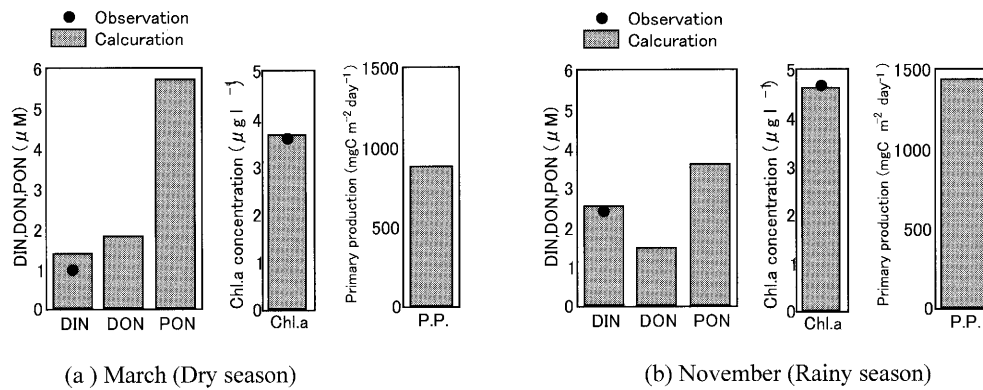 Observation
Calcuration
DIN,DON,PON ( μ M)
6
5
4
3
2
1
0
DIN DON PON
Chl.a concentration ( μ g l⁻¹)
5
4
3
2
1
0
Chl.a
Primary production (mgC m⁻² day⁻¹)
1500
1000
500
0
P.P.
(a ) March (Dry season)
Observation
Calcuration
DIN,DON,PON ( μ M)
6
5
4
3
2
1
0
DIN DON PON
Chl.a concentration ( μ g l⁻¹)
5
4
3
2
1
0
Chl.a
Primary production (mgC m⁻² day⁻¹)
1500
1000
500
0
P.P.
(b) November (Rainy season)